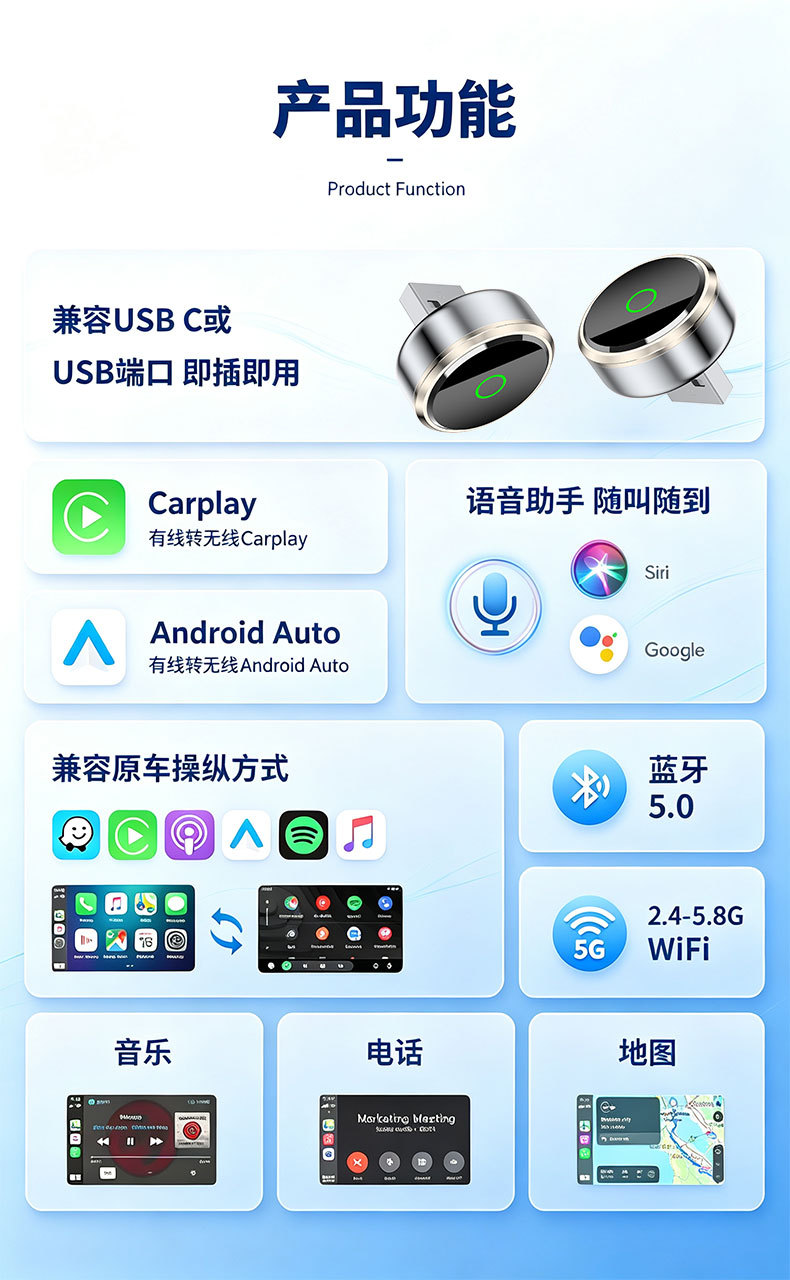 产品功能
Product Function
兼容USB C或
USB端口 即插即用
Carplay
有线转无线Carplay
Android Auto
有线转无线Android Auto
语音助手 随叫随到
Siri
Google
兼容原车操纵方式
蓝牙
5.0
5G
2.4-5.8G
WiFi
音乐
电话
地图